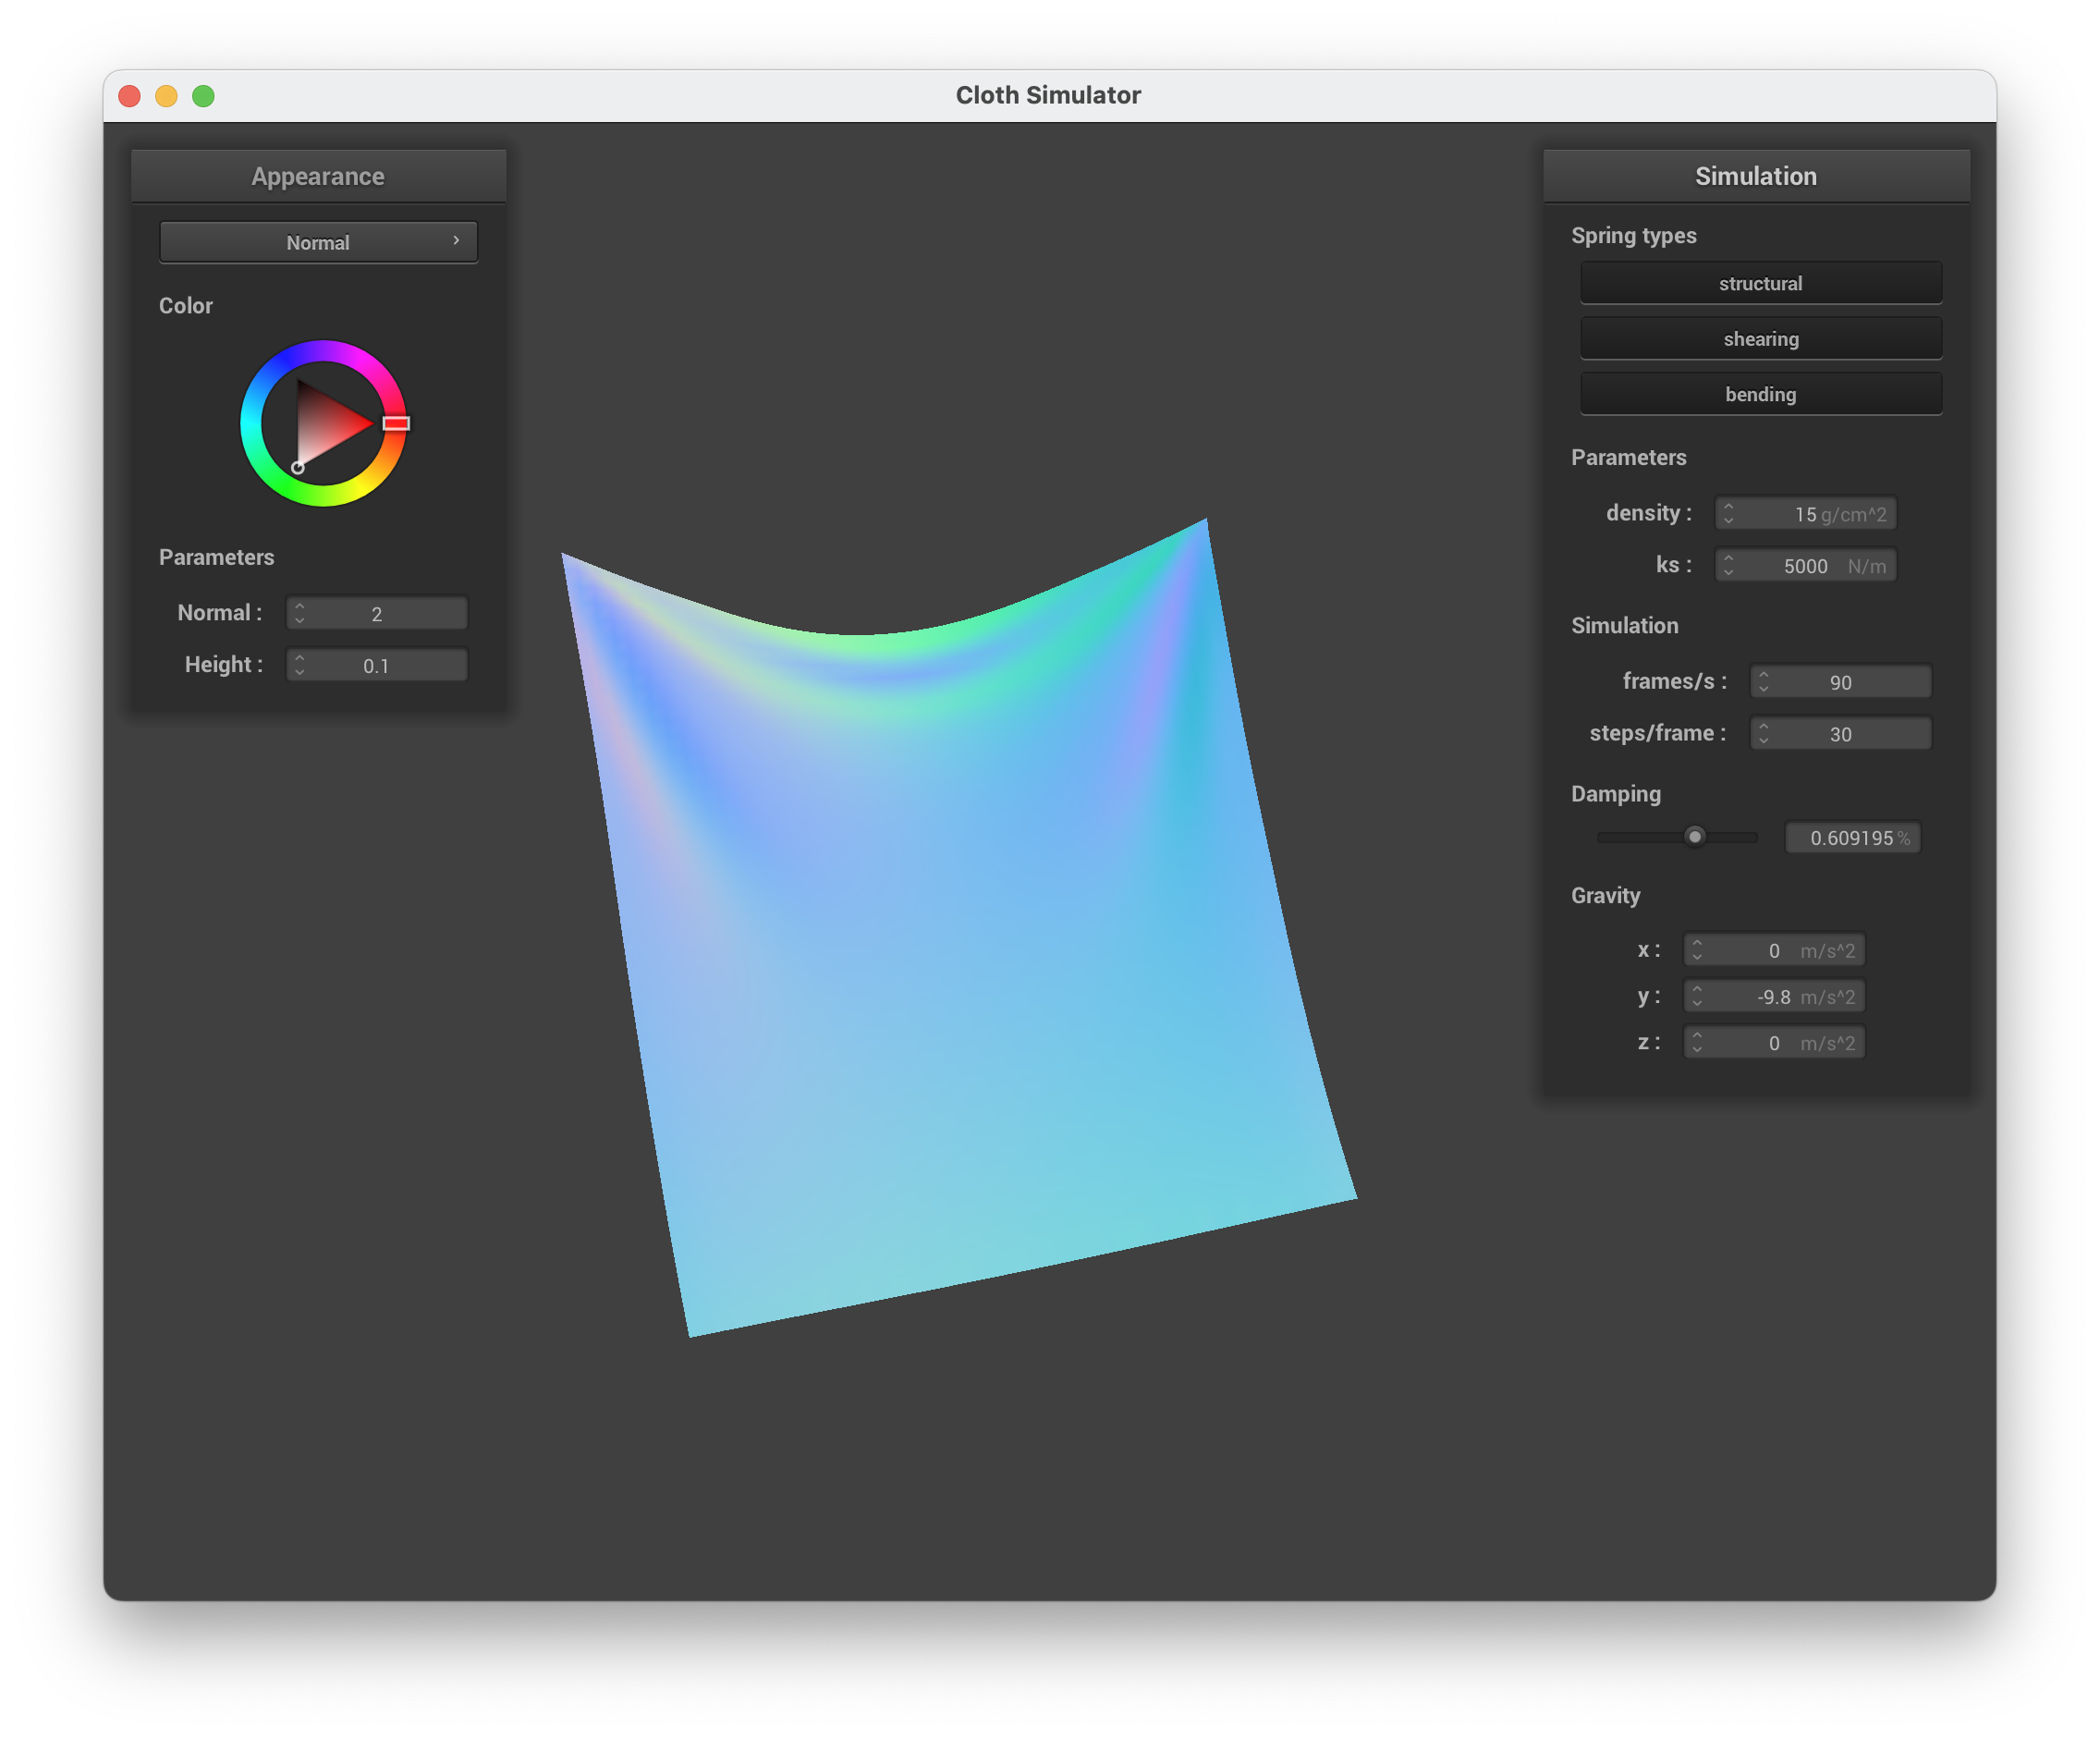 Cloth Simulator
Appearance
Normal
Color
Parameters
Normal : 2
Height : 0.1
Simulation
Spring types
structural
shearing
bending
Parameters
density : 15 g/cm^2
ks : 5000 N/m
Simulation
frames/s : 90
steps/frame : 30
Damping
0.609195 %
Gravity
x : 0 m/s^2
y : -9.8 m/s^2
z : 0 m/s^2